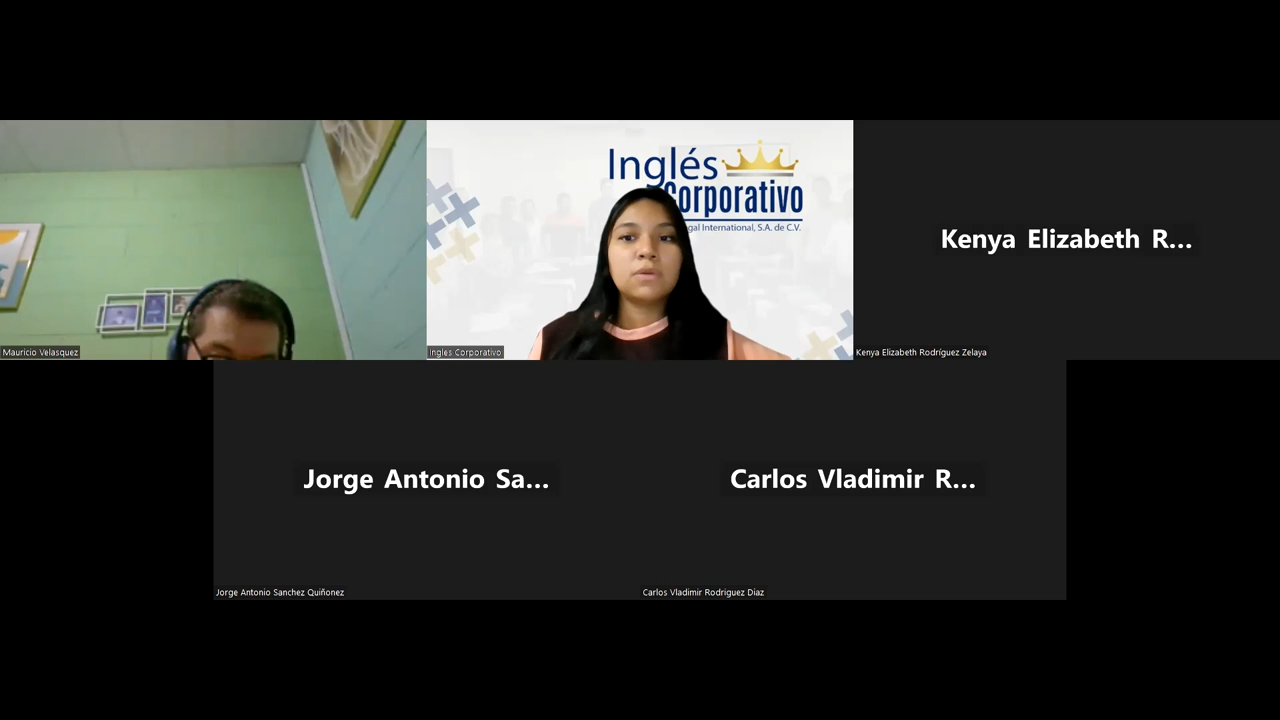 Mauricio Velasquez
Inglés
Corporativo
gal International, S.A. de C.V.
Ingles Corporativo
Kenya Elizabeth R...
Kenya Elizabeth Rodríguez Zelaya
Jorge Antonio Sa...
Jorge Antonio Sanchez Quiñonez
Carlos Vladimir R...
Carlos Vladimir Rodriguez Diaz